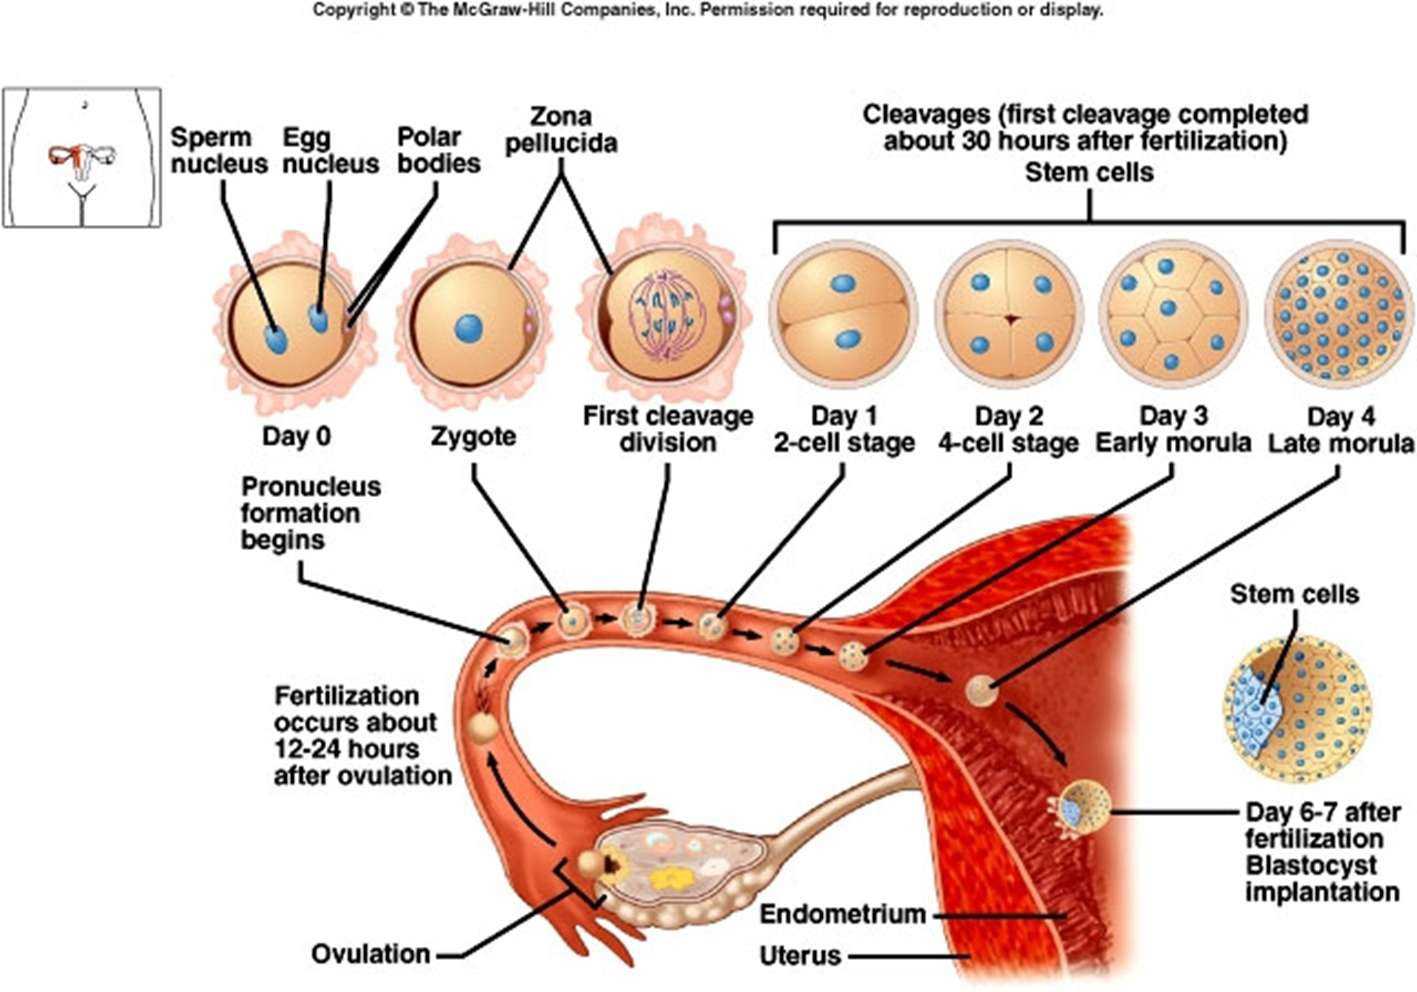 Copyright © The McGraw-Hill Companies, Inc. Permission required for reproduction or display.
Sperm
nucleus
Egg
nucleus
Polar
bodies
Zona
pellucida
Cleavages (first cleavage completed
about 30 hours after fertilization)
Stem cells
Day 0
Zygote
First cleavage
division
Day 1
2-cell stage
Day 2
4-cell stage
Day 3
Early morula
Day 4
Late morula
Pronucleus
formation
begins
Fertilization
occurs about
12-24 hours
after ovulation
Stem cells
Day 6-7 after
fertilization
Blastocyst
implantation
Endometrium
Uterus
Ovulation